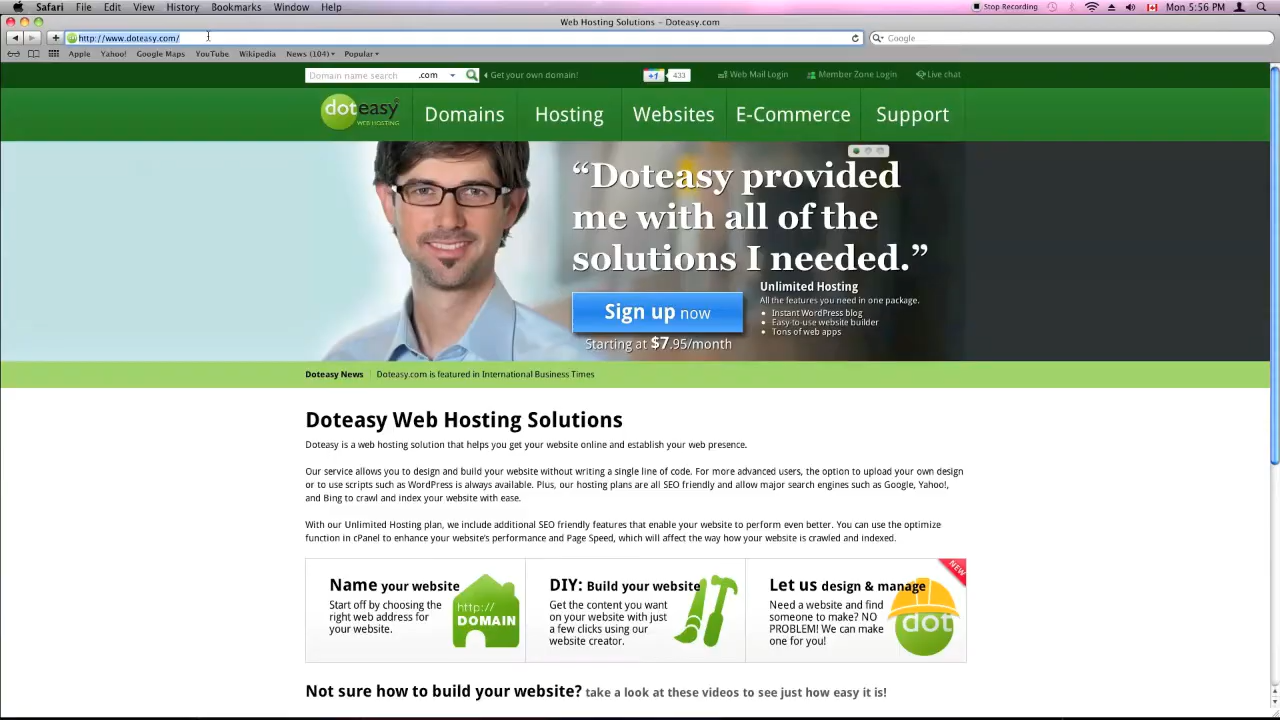 Safari File Edit View History Bookmarks Window Help Stop Recording Mon 5:56 PM
Web Hosting Solutions – Doteasy.com
http://www.doteasy.com/ Google
Apple Yahoo! Google Maps YouTube Wikipedia News (104) Popular
Domain name search .com Get your own domain! +1 433 Web Mail Login Member Zone Login Live chat
doteasy WEB HOSTING Domains Hosting Websites E-Commerce Support
“Doteasy provided
me with all of the
solutions I needed.”
Sign up now
Starting at $7.95/month
Unlimited Hosting
All the features you need in one package.
Instant WordPress blog
Easy-to-use website builder
Tons of web apps
Doteasy News Doteasy.com is featured in International Business Times
Doteasy Web Hosting Solutions
Doteasy is a web hosting solution that helps you get your website online and establish your web presence.
Our service allows you to design and build your website without writing a single line of code. For more advanced users, the option to upload your own design
or to use scripts such as WordPress is always available. Plus, our hosting plans are all SEO friendly and allow major search engines such as Google, Yahoo!,
and Bing to crawl and index your website with ease.
With our Unlimited Hosting plan, we include additional SEO friendly features that enable your website to perform even better. You can use the optimize
function in cPanel to enhance your website's performance and Page Speed, which will affect the way how your website is crawled and indexed.
Name your website
Start off by choosing the
right web address for
your website.
http://
DOMAIN
DIY: Build your website
Get the content you want
on your website with just
a few clicks using our
website creator.
NEW
Let us design & manage
Need a website and find
someone to make? NO
PROBLEM! We can make
one for you!
dot
Not sure how to build your website? take a look at these videos to see just how easy it is!